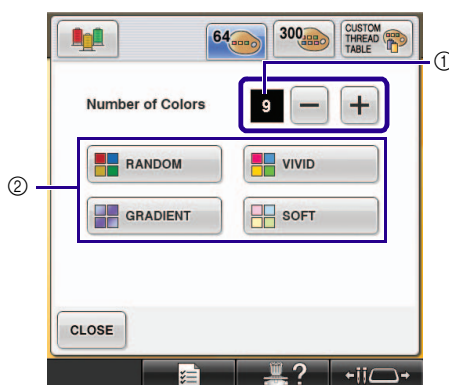 64
300
CUSTOM
THREAD
TABLE
①
Number of Colors 9 − +
②
RANDOM VIVID
GRADIENT SOFT
CLOSE
?